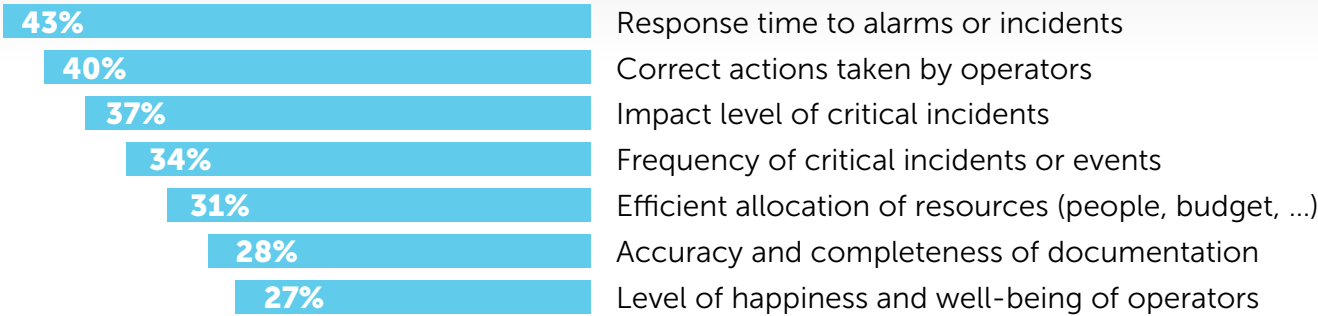 43% Response time to alarms or incidents
40% Correct actions taken by operators
37% Impact level of critical incidents
34% Frequency of critical incidents or events
31% Efficient allocation of resources (people, budget, ...)
28% Accuracy and completeness of documentation
27% Level of happiness and well-being of operators